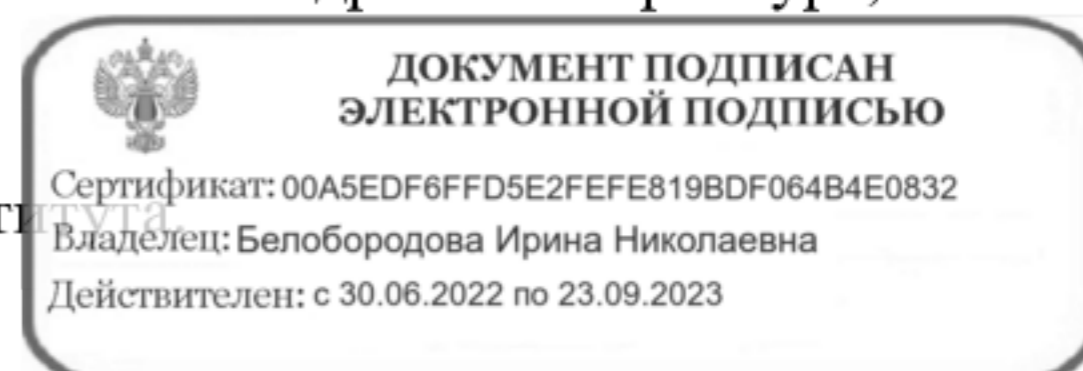 ДОКУМЕНТ ПОДПИСАН
ЭЛЕКТРОННОЙ ПОДПИСЬЮ
Сертификат: 00A5EDF6FFD5E2FEFE819BDF064B4E0832
Владелец: Белобородова Ирина Николаевна
Действителен: с 30.06.2022 по 23.09.2023